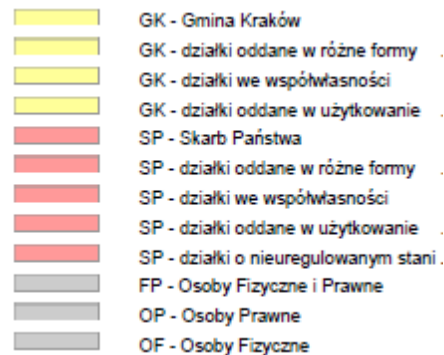 GK - Gmina Kraków
GK - działki oddane w różne formy .
GK - działki we współwłasności
GK - działki oddane w użytkowanie .
SP - Skarb Państwa
SP - działki oddane w różne formy .
SP - działki we współwłasności
SP - działki oddane w użytkowanie .
SP - działki o nieuregulowanym stani .
FP - Osoby Fizyczne i Prawne
OP - Osoby Prawne
OF - Osoby Fizyczne